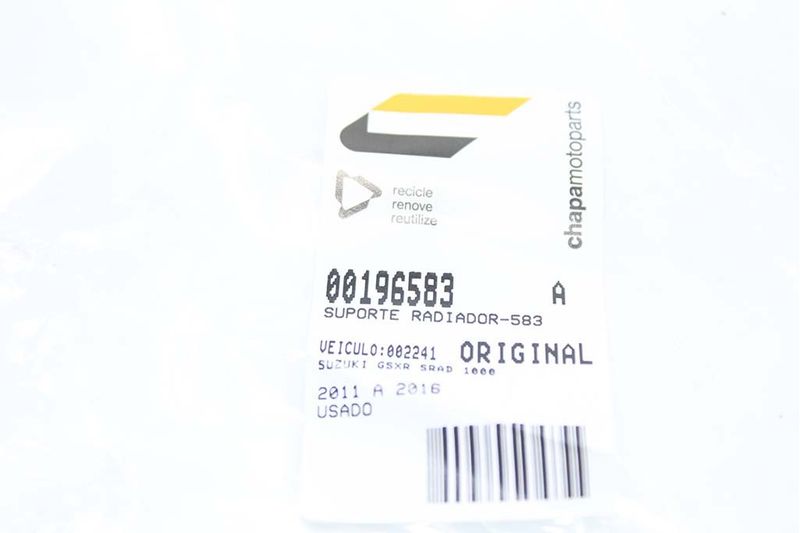 chapamotoparts
recicle
renove
reutilize
00196583 A
SUPORTE RADIADOR-583
VEICULO:002241 ORIGINAL
SUZUKI GSXR SRAD 1000
2011 A 2016
USADO